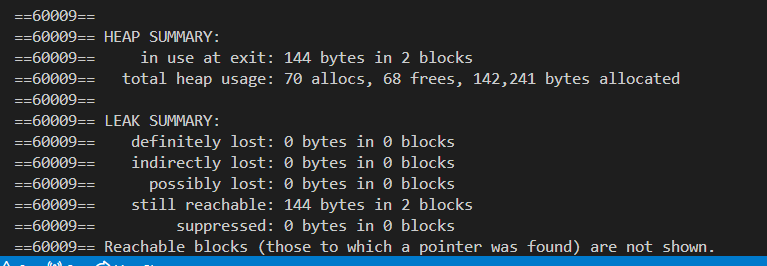 ==60009==
==60009== HEAP SUMMARY:
==60009==     in use at exit: 144 bytes in 2 blocks
==60009==   total heap usage: 70 allocs, 68 frees, 142,241 bytes allocated
==60009==
==60009== LEAK SUMMARY:
==60009==    definitely lost: 0 bytes in 0 blocks
==60009==    indirectly lost: 0 bytes in 0 blocks
==60009==      possibly lost: 0 bytes in 0 blocks
==60009==    still reachable: 144 bytes in 2 blocks
==60009==         suppressed: 0 bytes in 0 blocks
==60009== Reachable blocks (those to which a pointer was found) are not shown.